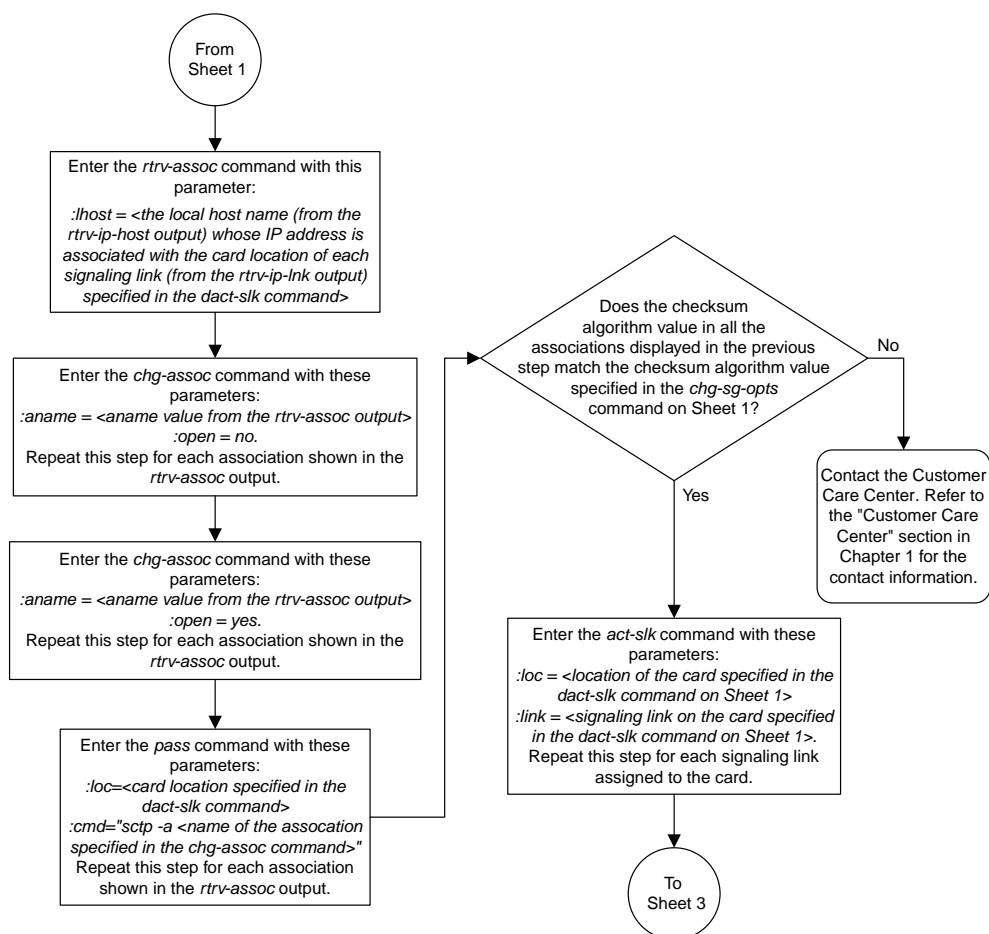 From
Sheet 1
Enter the rtrv-assoc command with this
parameter:
:lhost = <the local host name (from the
rtrv-ip-host output) whose IP address is
associated with the card location of each
signaling link (from the rtrv-ip-lnk output)
specified in the dact-slk command>
Enter the chg-assoc command with these
parameters:
:aname = <aname value from the rtrv-assoc output>
:open = no.
Repeat this step for each association shown in the
rtrv-assoc output.
Enter the chg-assoc command with these
parameters:
:aname = <aname value from the rtrv-assoc output>
:open = yes.
Repeat this step for each association shown in the
rtrv-assoc output.
Enter the pass command with these
parameters:
:loc=<card location specified in the
dact-slk command>
:cmd="sctp -a <name of the assocation
specified in the chg-assoc command>"
Repeat this step for each association
shown in the rtrv-assoc output.
Does the checksum
algorithm value in all the
associations displayed in the previous
step match the checksum algorithm value
specified in the chg-sg-opts
command on Sheet 1?
No
Contact the Customer
Care Center. Refer to
the "Customer Care
Center" section in
Chapter 1 for the
contact information.
Yes
Enter the act-slk command with these
parameters:
:loc = <location of the card specified in the
dact-slk command on Sheet 1>
:link = <signaling link on the card specified
in the dact-slk command on Sheet 1>.
Repeat this step for each signaling link
assigned to the card.
To
Sheet 3